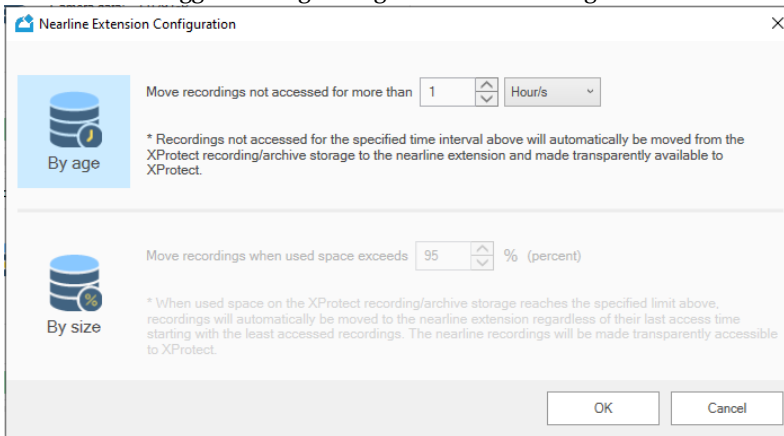 Nearline Extension Configuration
Move recordings not accessed for more than 1 Hour/s
* Recordings not accessed for the specified time interval above will automatically be moved from the
XProtect recording/archive storage to the nearline extension and made transparently available to
XProtect.
By age
Move recordings when used space exceeds 95 % (percent)
* When used space on the XProtect recording/archive storage reaches the specified limit above,
recordings will automatically be moved to the nearline extension regardless of their last access time
starting with the least accessed recordings. The nearline recordings will be made transparently accessible
to XProtect.
%
By size
OK Cancel